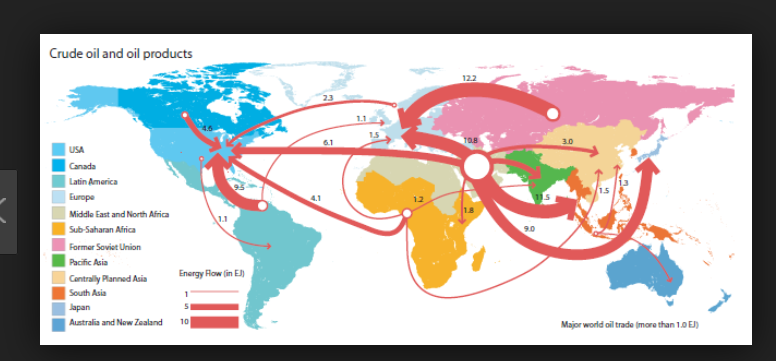 Crude oil and oil products
12.2
2.3
1.1
4.6
1.5
6.1
10.8
3.0
9.5
4.1
1.2
1.8
11.5
1.5
1.3
9.0
1.1
USA
Canada
Latin America
Europe
Middle East and North Africa
Sub-Saharan Africa
Former Soviet Union
Pacific Asia
Centrally Planned Asia
South Asia
Japan
Australia and New Zealand
Energy Flow (in EJ)
1
5
10
Major world oil trade (more than 1.0 EJ)